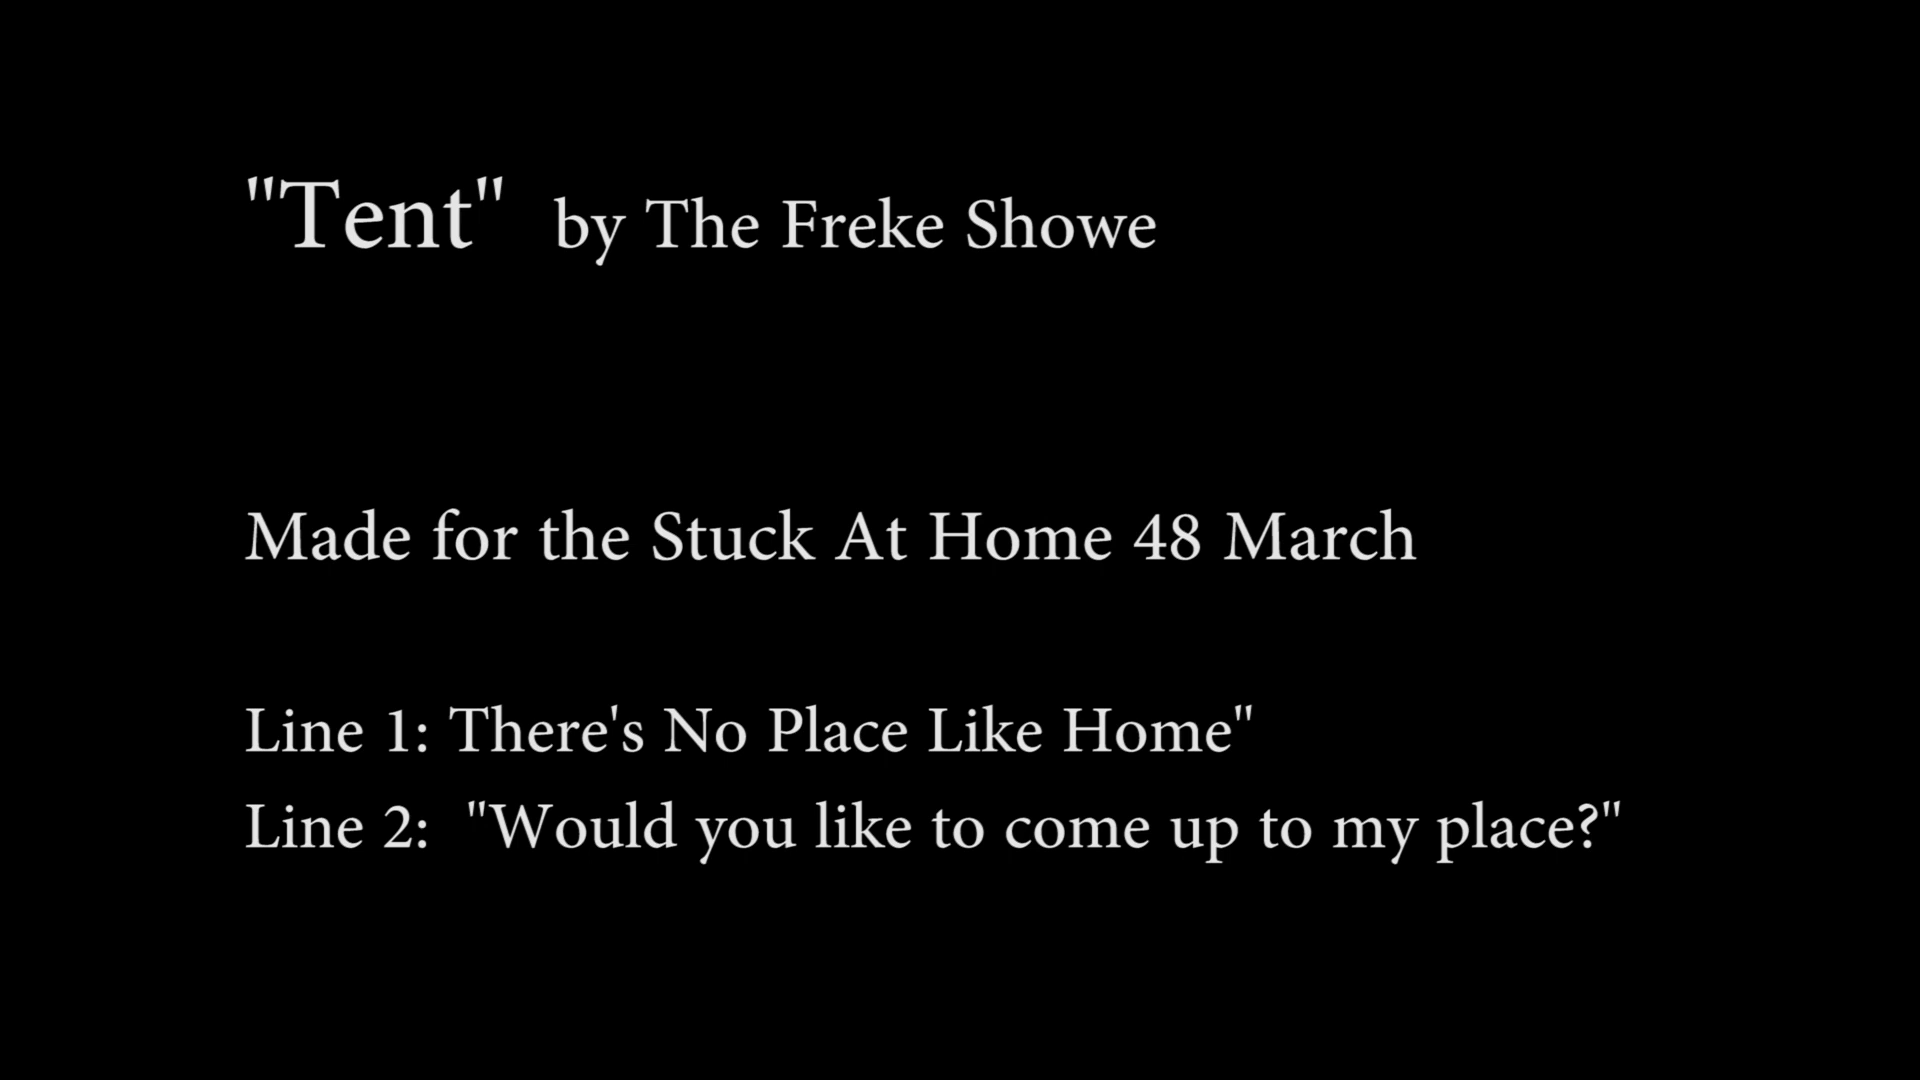 "Tent" by The Freke Showe
Made for the Stuck At Home 48 March
Line 1: There's No Place Like Home"
Line 2: "Would you like to come up to my place?"